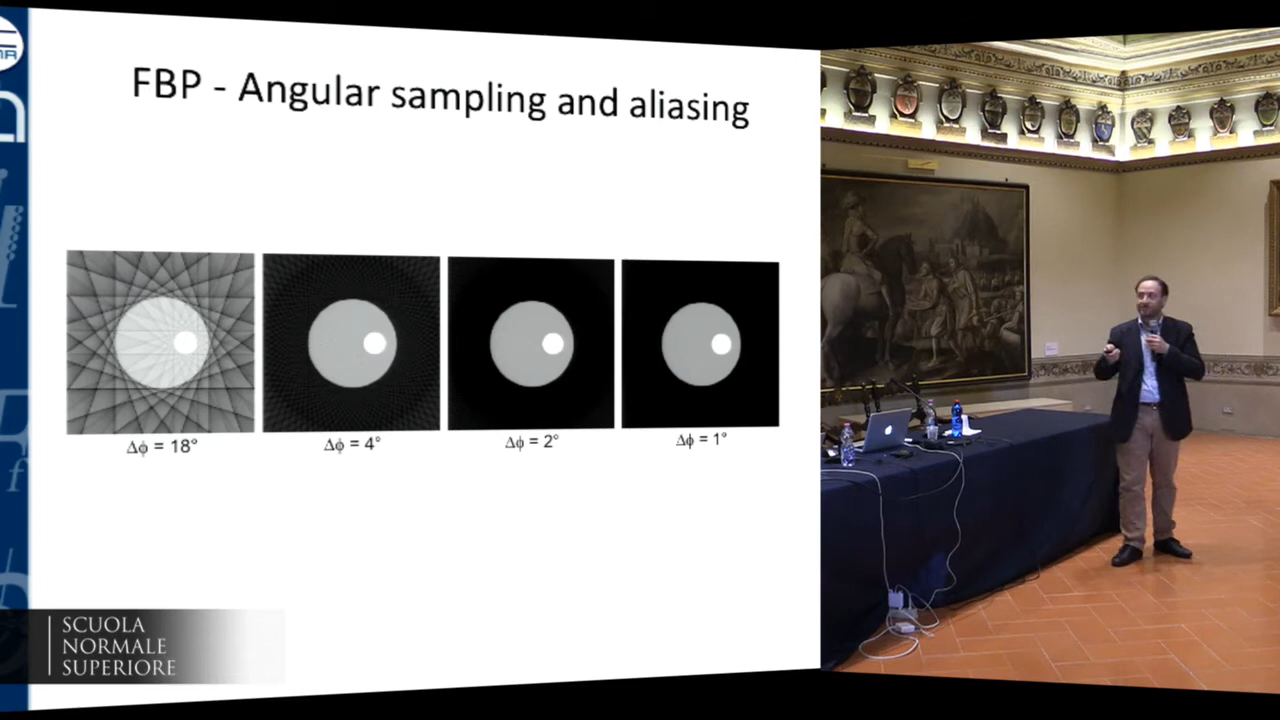 FBP - Angular sampling and aliasing
Δϕ = 18°
Δϕ = 4°
Δϕ = 2°
Δϕ = 1°
SCUOLA
NORMALE
SUPERIORE